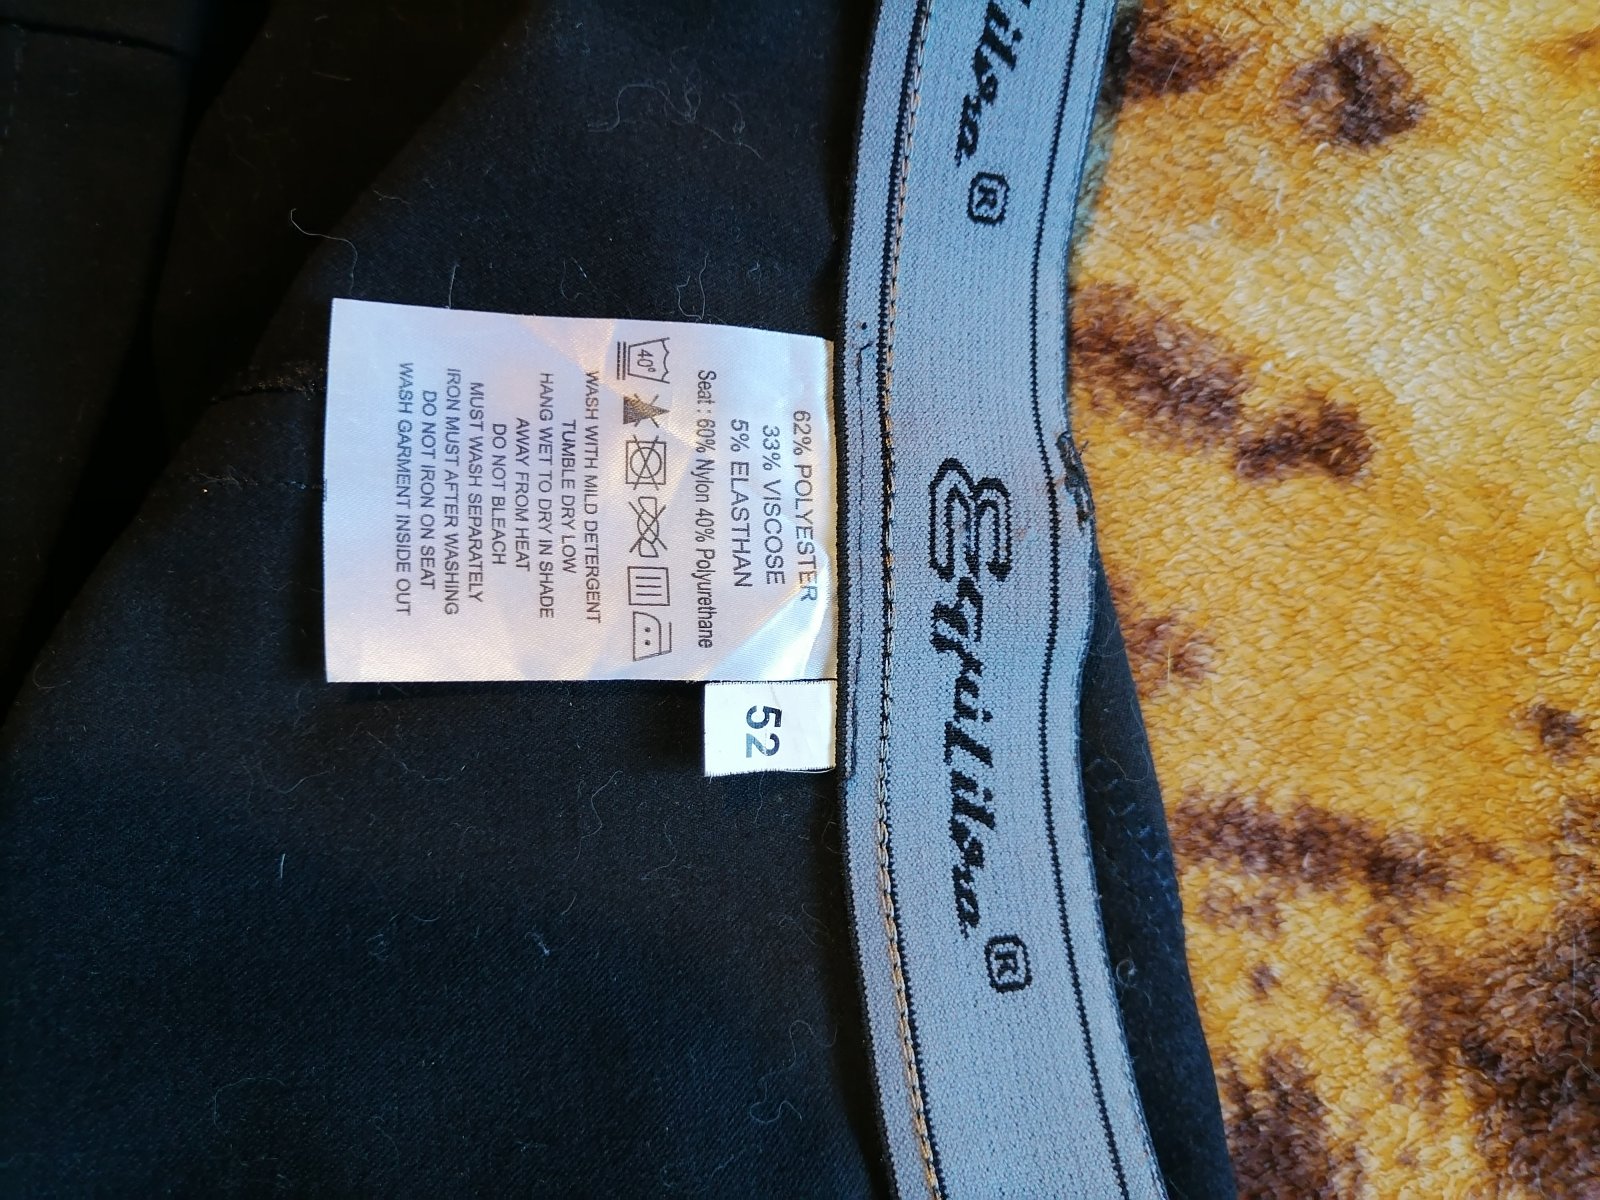 62% POLYESTER
33% VISCOSE
5% ELASTHAN
Seat : 60% Nylon 40% Polyurethane
40°
WASH WITH MILD DETERGENT
TUMBLE DRY LOW
HANG WET TO DRY IN SHADE
AWAY FROM HEAT
DO NOT BLEACH
MUST WASH SEPARATELY
IRON MUST AFTER WASHING
DO NOT IRON ON SEAT
WASH GARMENT INSIDE OUT
52
Equilibra ®
®